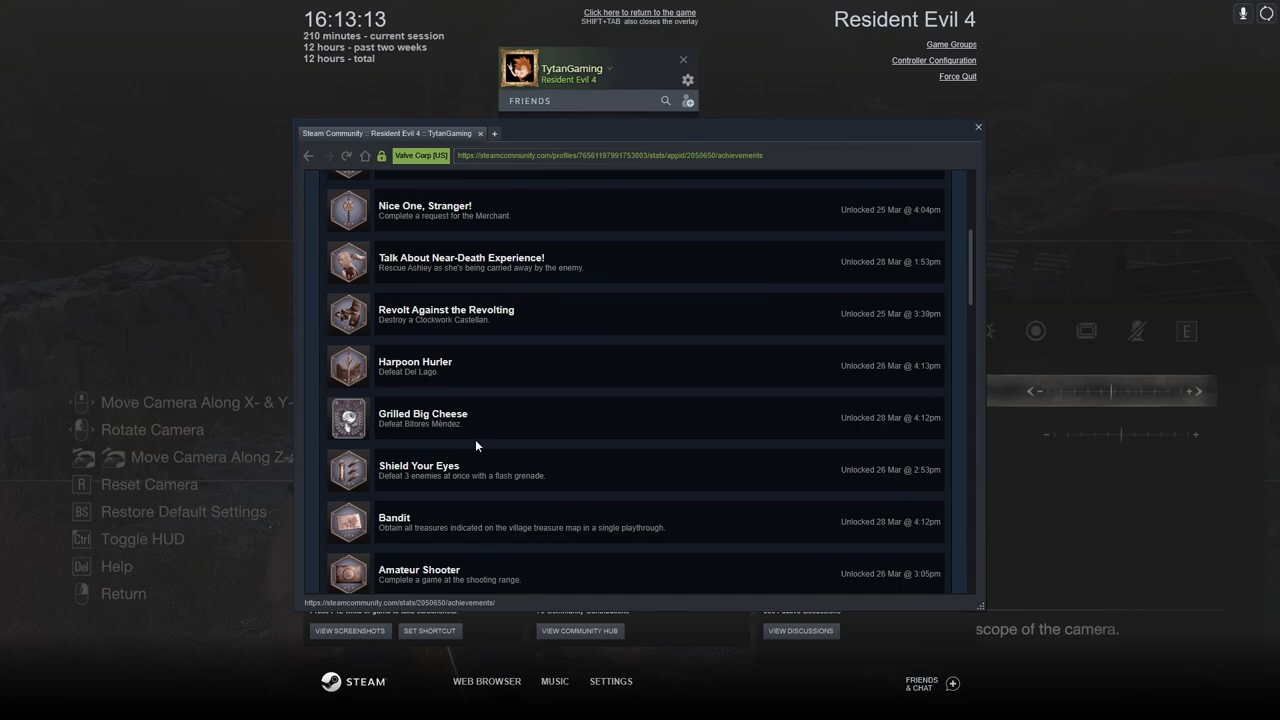 16:13:13
210 minutes - current session
12 hours - past two weeks
12 hours - total
Click here to return to the game
SHIFT+TAB also closes the overlay
Resident Evil 4
Game Groups
Controller Configuration
Force Quit
TytanGaming
Resident Evil 4
FRIENDS
Steam Community :: Resident Evil 4 :: TytanGaming
Valve Corp [US]
https://steamcommunity.com/profiles/76561197991753003/stats/appid/2050650/achievements
Nice One, Stranger!
Complete a request for the Merchant.
Unlocked 25 Mar @ 4:04pm
Talk About Near-Death Experience!
Rescue Ashley as she's being carried away by the enemy.
Unlocked 28 Mar @ 1:53pm
Revolt Against the Revolting
Destroy a Clockwork Castellan.
Unlocked 25 Mar @ 3:39pm
Harpoon Hurler
Defeat Del Lago.
Unlocked 26 Mar @ 4:13pm
Grilled Big Cheese
Defeat Bitores Méndez.
Unlocked 28 Mar @ 4:12pm
Shield Your Eyes
Defeat 3 enemies at once with a flash grenade.
Unlocked 26 Mar @ 2:53pm
Bandit
Obtain all treasures indicated on the village treasure map in a single playthrough.
Unlocked 28 Mar @ 4:12pm
Amateur Shooter
Complete a game at the shooting range.
Unlocked 26 Mar @ 3:05pm
https://steamcommunity.com/stats/2050650/achievements/
Move Camera Along X- & Y-
Rotate Camera
Move Camera Along Z-a
R Reset Camera
BS Restore Default Settings
Ctrl Toggle HUD
Del Help
Return
E
scope of the camera.
VIEW SCREENSHOTS
SET SHORTCUT
VIEW COMMUNITY HUB
VIEW DISCUSSIONS
STEAM
WEB BROWSER
MUSIC
SETTINGS
FRIENDS
& CHAT